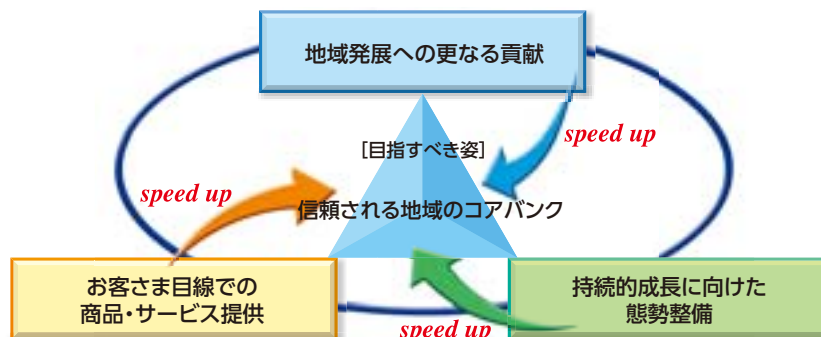 地域発展への更なる貢献
[目指すべき姿]
speed up
speed up
信頼される地域のコアバンク
お客さま目線での
商品・サービス提供
持続的成長に向けた
態勢整備
speed up